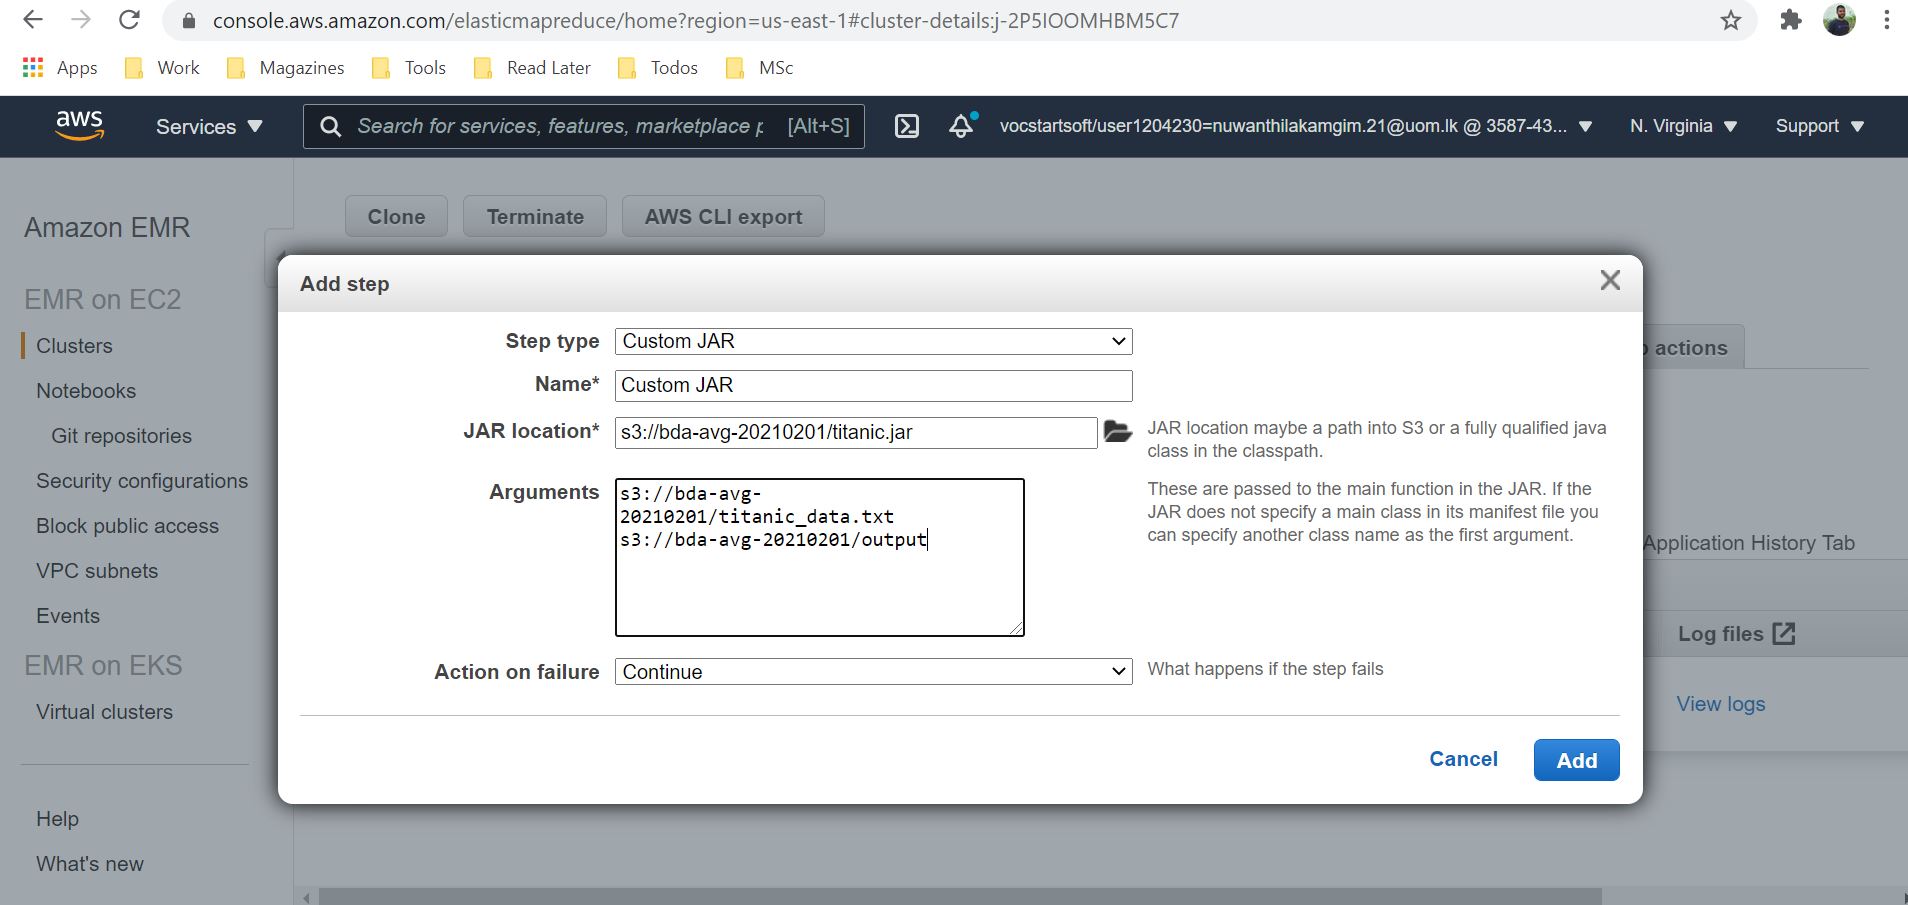 console.aws.amazon.com/elasticmapreduce/home?region=us-east-1#cluster-details:j-2P5IOOMHBM5C7
Apps Work Magazines Tools Read Later Todos MSc
aws Services Search for services, features, marketplace p [Alt+S] vocstartsoft/user1204230=nuwanthilakamgim.21@uom.lk @ 3587-43... N. Virginia Support
Amazon EMR
EMR on EC2
Clusters
Notebooks
Git repositories
Security configurations
Block public access
VPC subnets
Events
EMR on EKS
Virtual clusters
Help
What's new
Clone Terminate AWS CLI export
Add step
Step type Custom JAR
Name* Custom JAR
JAR location* s3://bda-avg-20210201/titanic.jar
JAR location maybe a path into S3 or a fully qualified java
class in the classpath.
Arguments
s3://bda-avg-
20210201/titanic_data.txt
s3://bda-avg-20210201/output
These are passed to the main function in the JAR. If the
JAR does not specify a main class in its manifest file you
can specify another class name as the first argument.
Action on failure Continue What happens if the step fails
Cancel Add
actions
Application History Tab
Log files
View logs